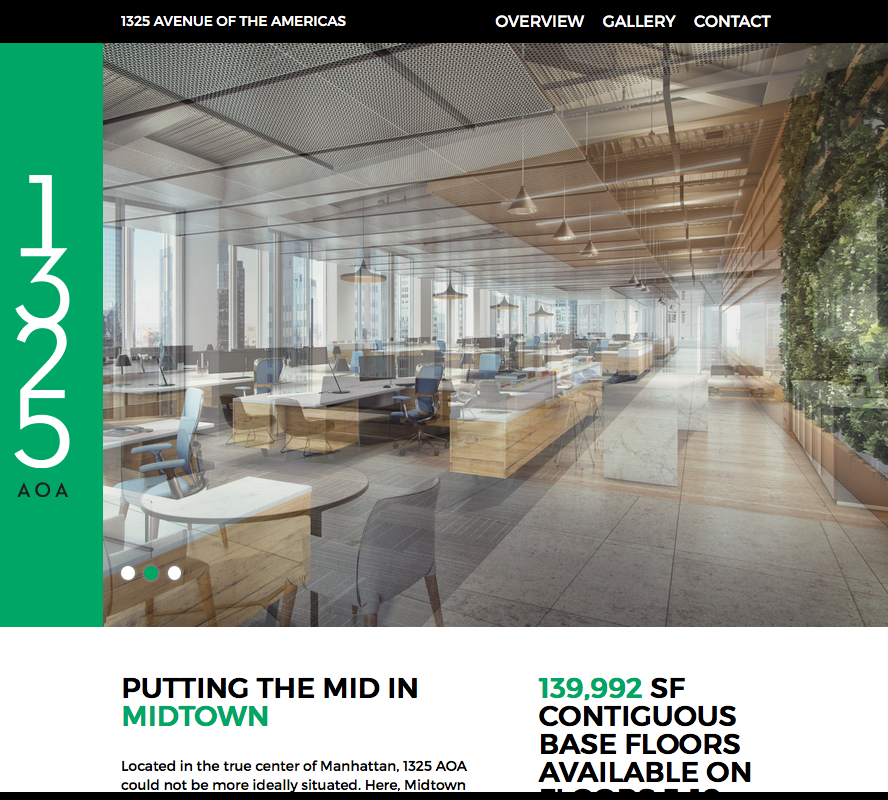 1325 AVENUE OF THE AMERICAS
OVERVIEW GALLERY CONTACT
1
3
2
5
AOA
PUTTING THE MID IN
MIDTOWN
Located in the true center of Manhattan, 1325 AOA
could not be more ideally situated. Here, Midtown
139,992 SF
CONTIGUOUS
BASE FLOORS
AVAILABLE ON